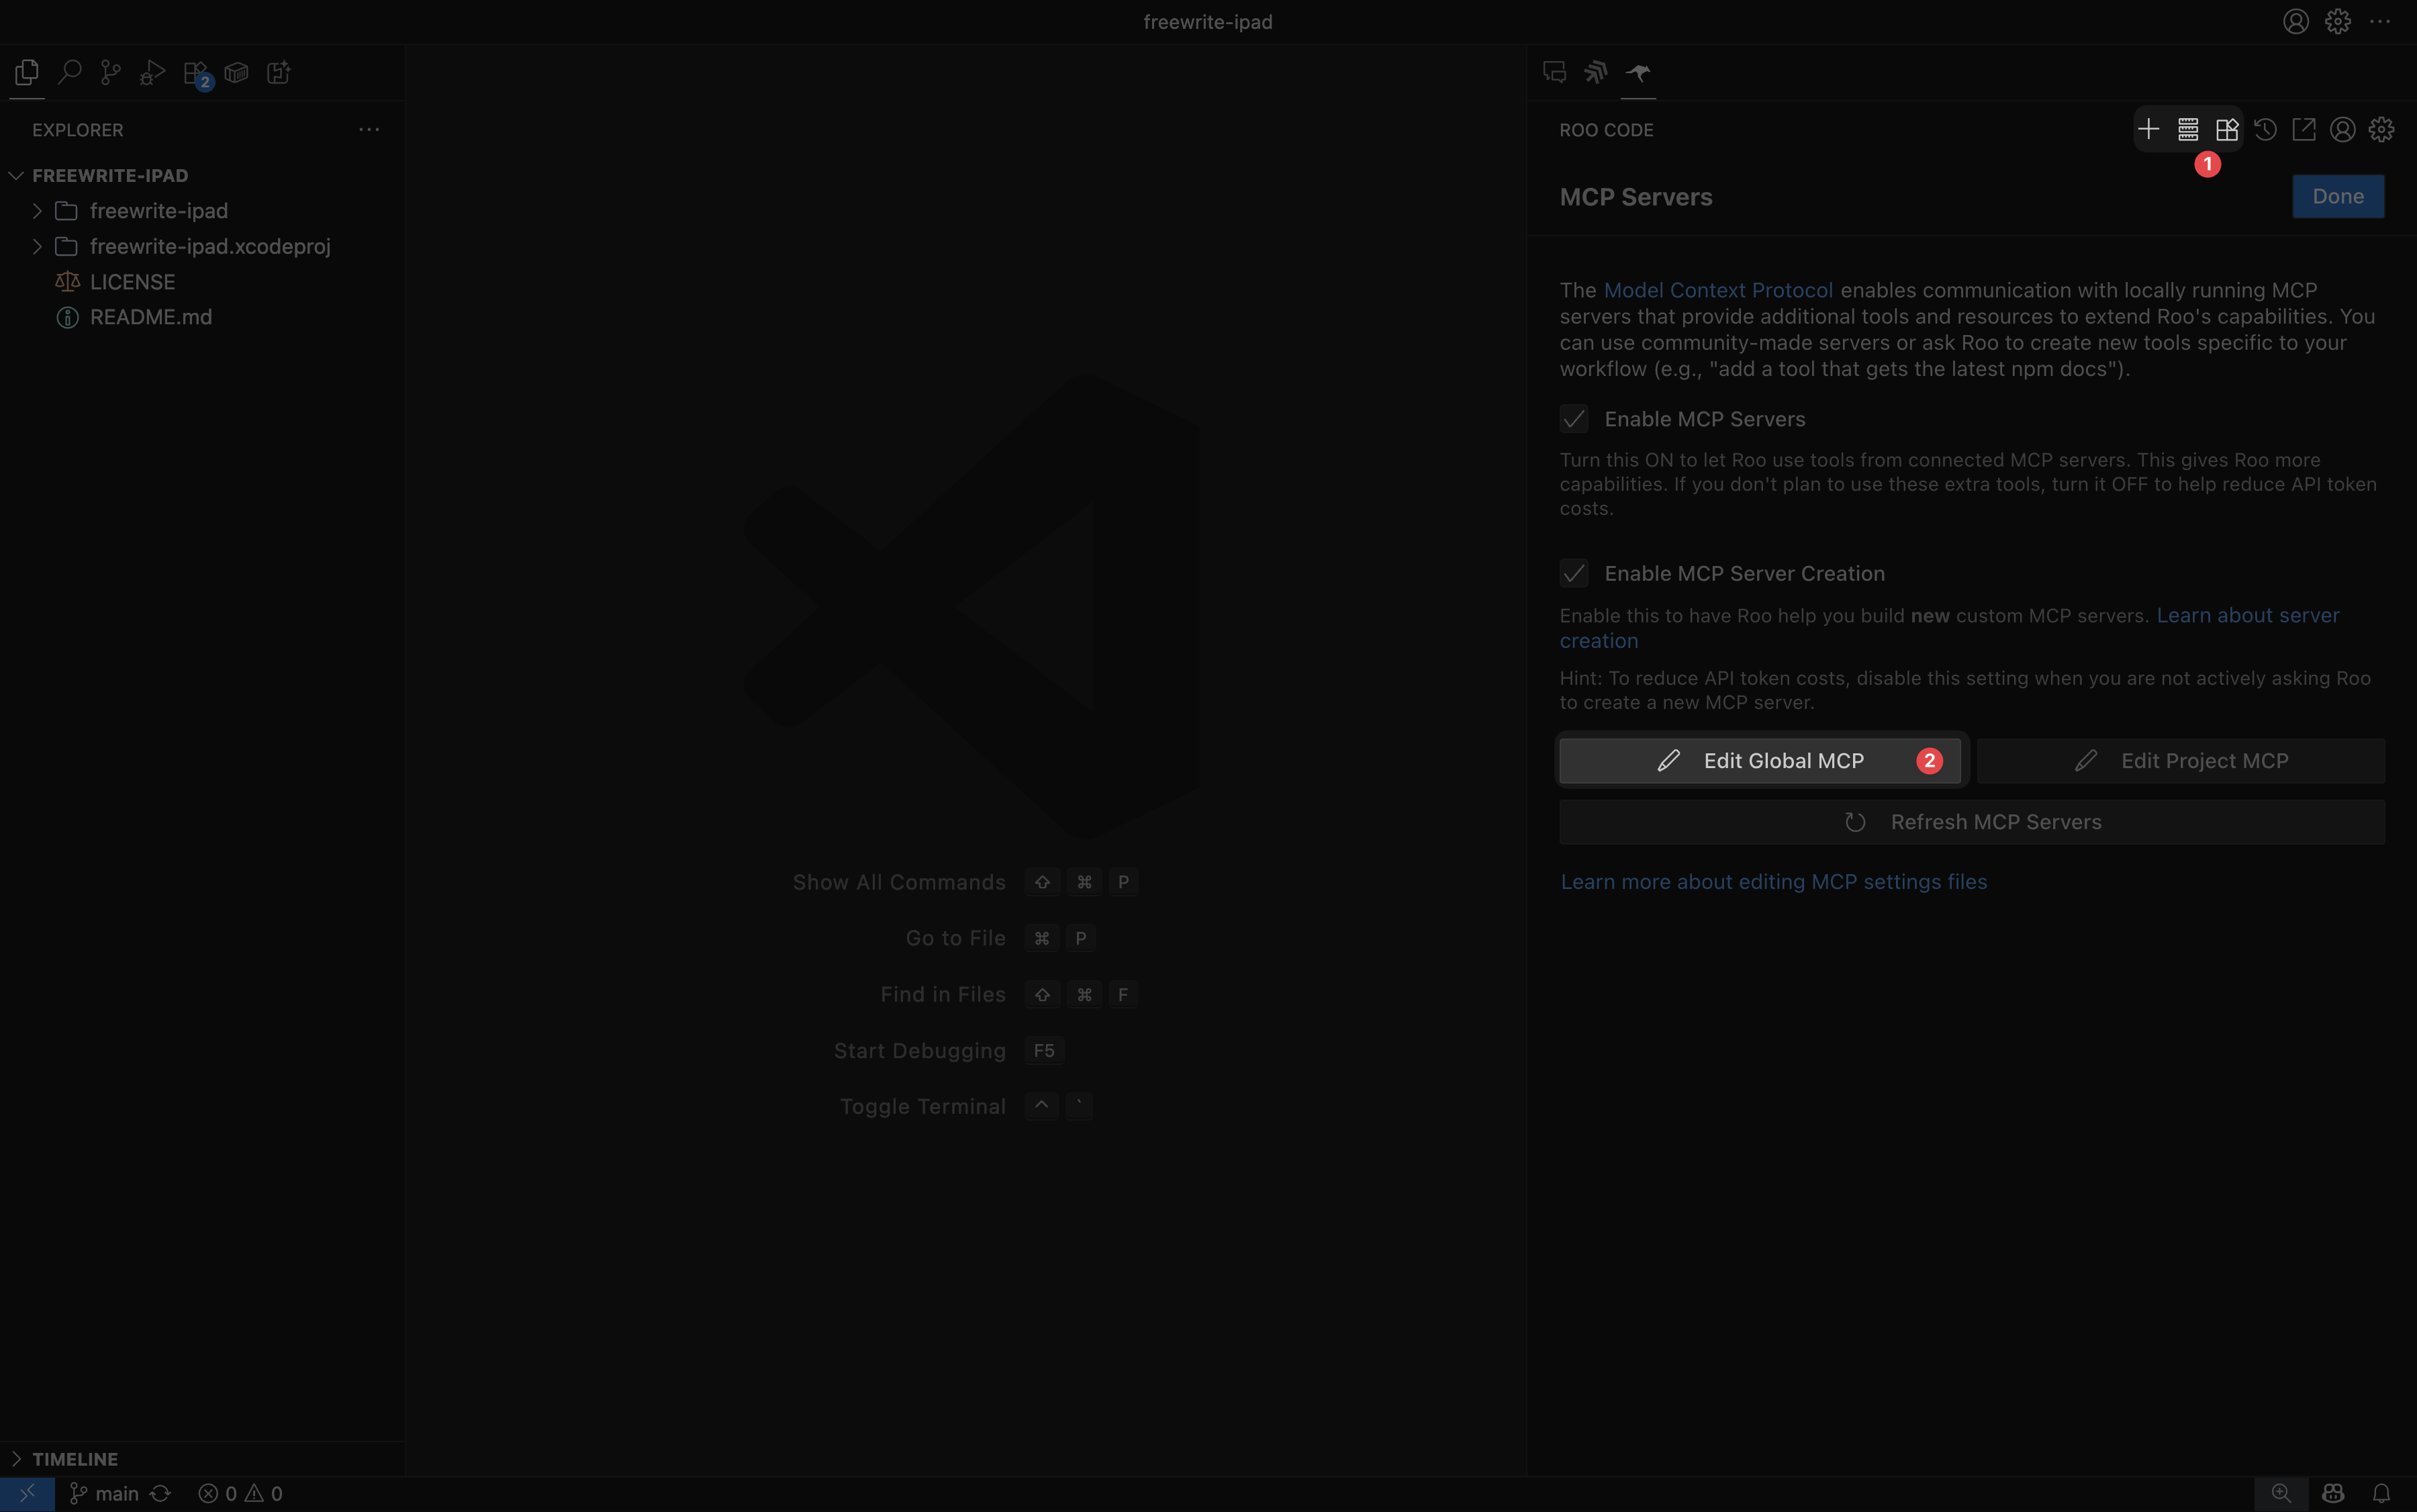 freewrite-ipad
2
EXPLORER
FREEWRITE-IPAD
freewrite-ipad
freewrite-ipad.xcodeproj
LICENSE
README.md
Show All Commands ⇧ ⌘ P
Go to File ⌘ P
Find in Files ⇧ ⌘ F
Start Debugging F5
Toggle Terminal ^ `
ROO CODE
1
MCP Servers
Done
The Model Context Protocol enables communication with locally running MCP
servers that provide additional tools and resources to extend Roo's capabilities. You
can use community-made servers or ask Roo to create new tools specific to your
workflow (e.g., "add a tool that gets the latest npm docs").
Enable MCP Servers
Turn this ON to let Roo use tools from connected MCP servers. This gives Roo more
capabilities. If you don't plan to use these extra tools, turn it OFF to help reduce API token
costs.
Enable MCP Server Creation
Enable this to have Roo help you build new custom MCP servers. Learn about server
creation
Hint: To reduce API token costs, disable this setting when you are not actively asking Roo
to create a new MCP server.
Edit Global MCP 2
Edit Project MCP
Refresh MCP Servers
Learn more about editing MCP settings files
TIMELINE
main 0 0